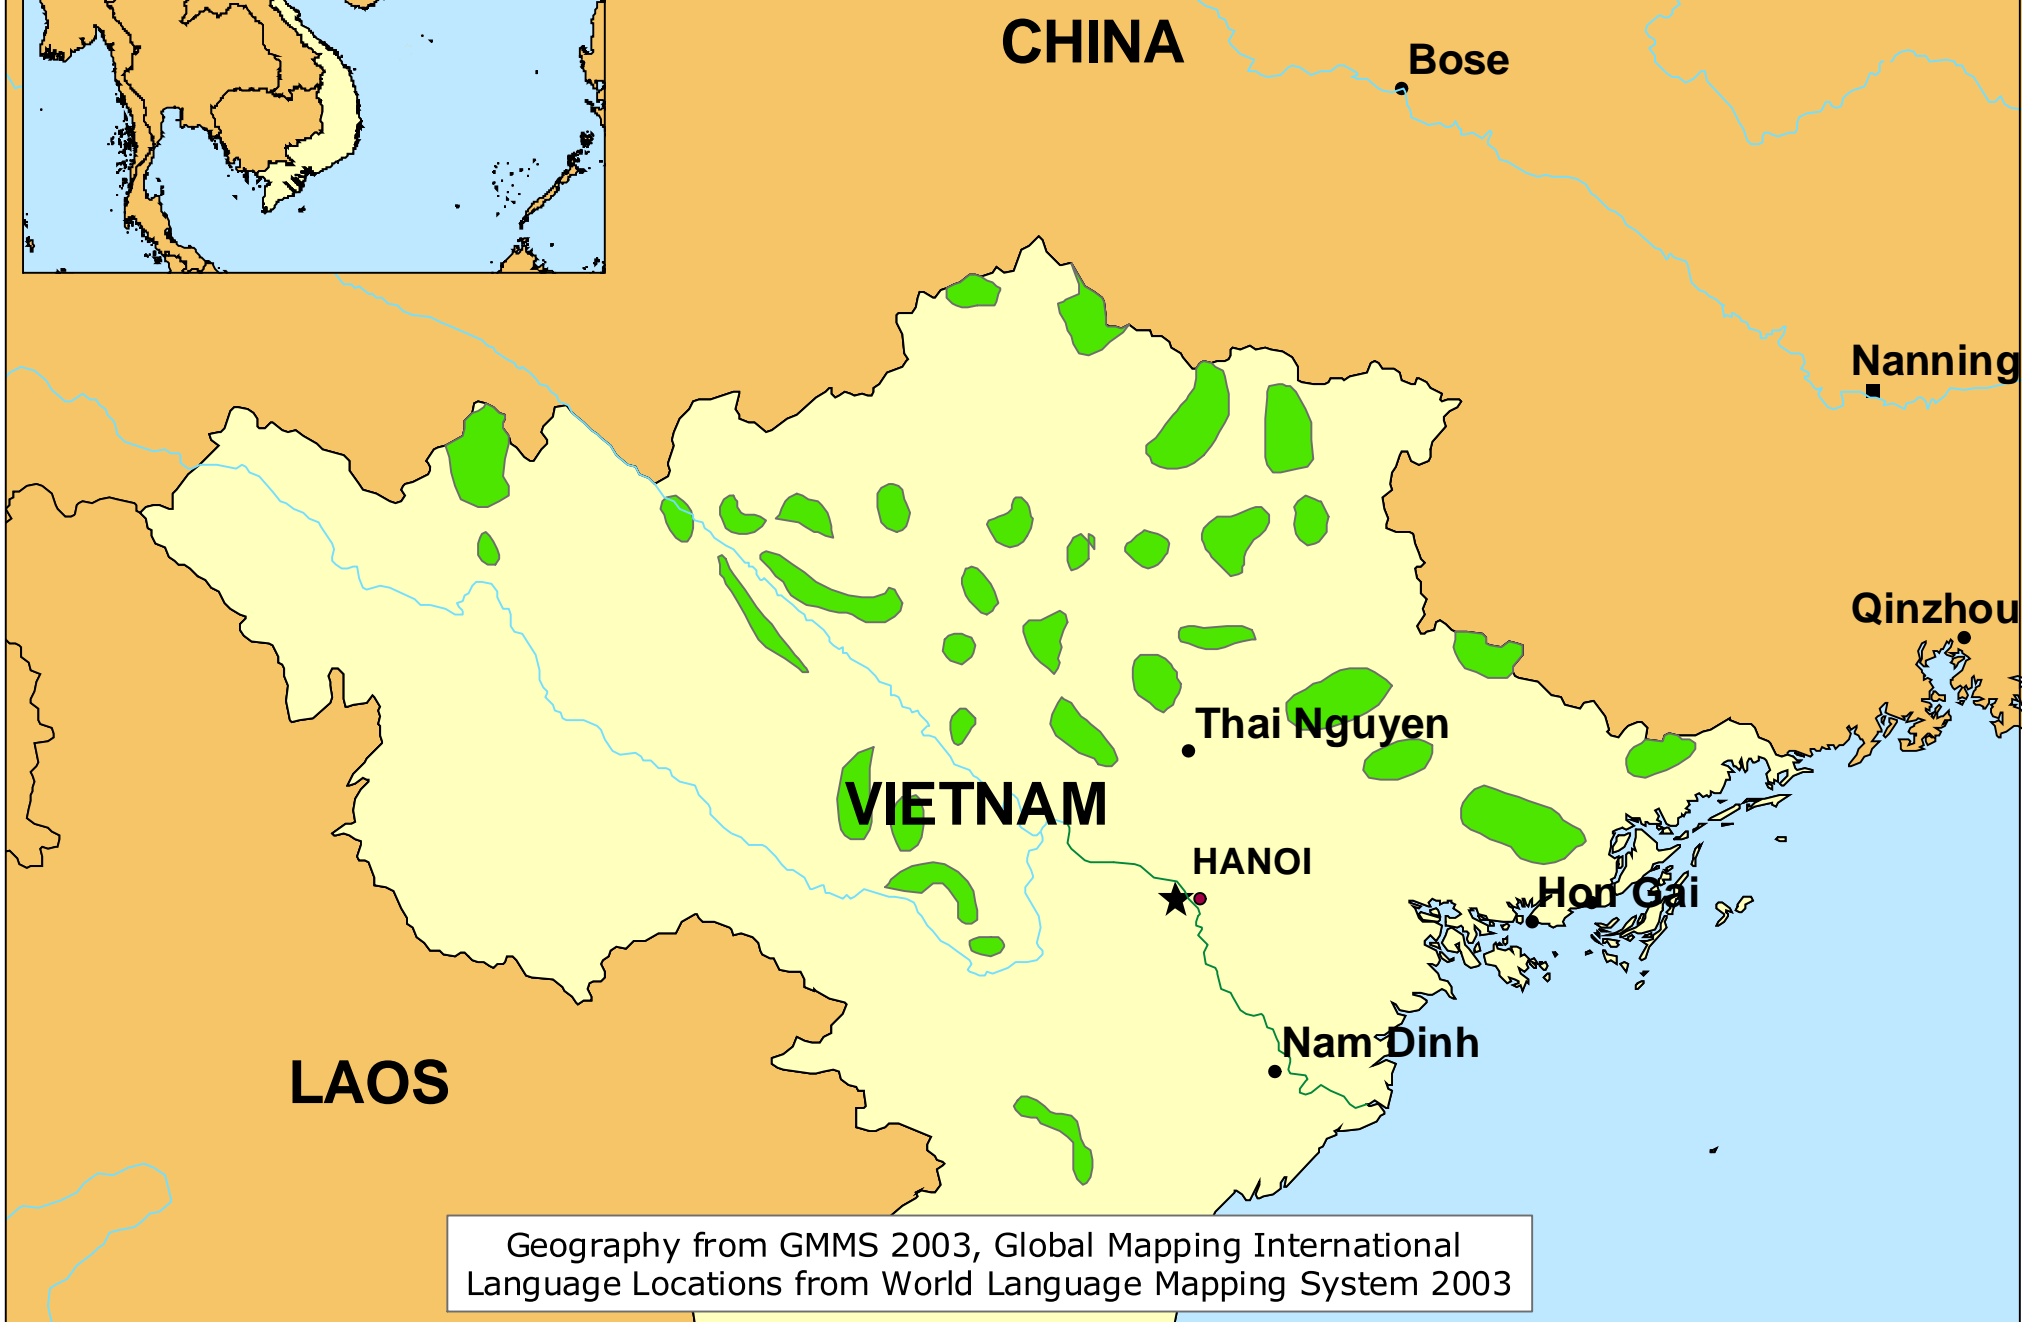 CHINA
Bose
Nanning
Qinzhou
Thai Nguyen
VIETNAM
HANOI
Hon Gai
Nam Dinh
LAOS
Geography from GMMS 2003, Global Mapping International
Language Locations from World Language Mapping System 2003